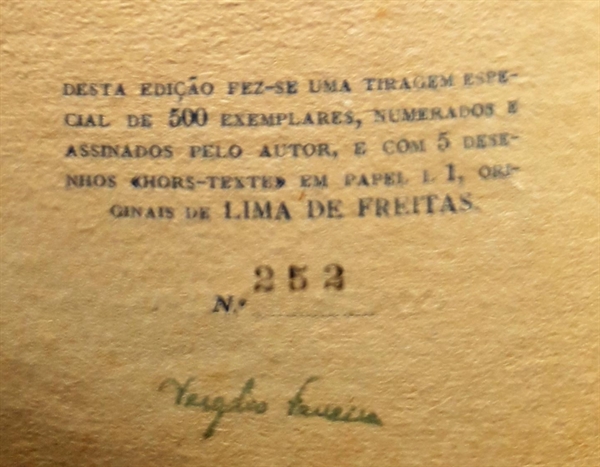 DESTA EDIÇÃO FEZ-SE UMA TIRAGEM ESPE-
CIAL DE 500 EXEMPLARES, NUMERADOS E
ASSINADOS PELO AUTOR, E COM 5 DESE-
NHOS «HORS-TEXTE» EM PAPEL I. 1, ORI-
GINAIS DE LIMA DE FREITAS.
N.º 252
Vergílio Ferreira